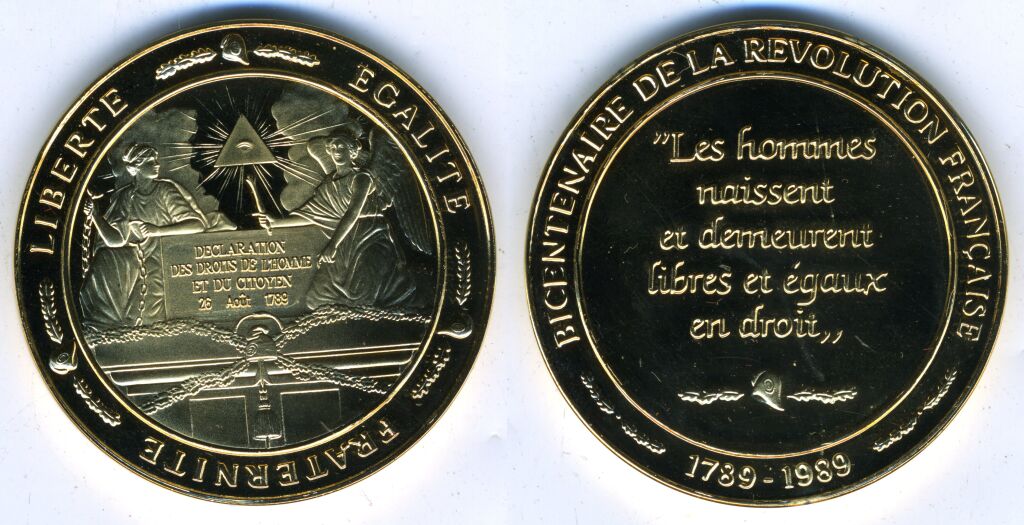 LIBERTE
EGALITE
FRATERNITE
DECLARATION
DES DROITS DE L'HOMME
ET DU CITOYEN
26 Août 1789
BICENTENAIRE DE LA REVOLUTION FRANÇAISE
"Les hommes
naissent
et demeurent
libres et égaux
en droit„
1789-1989